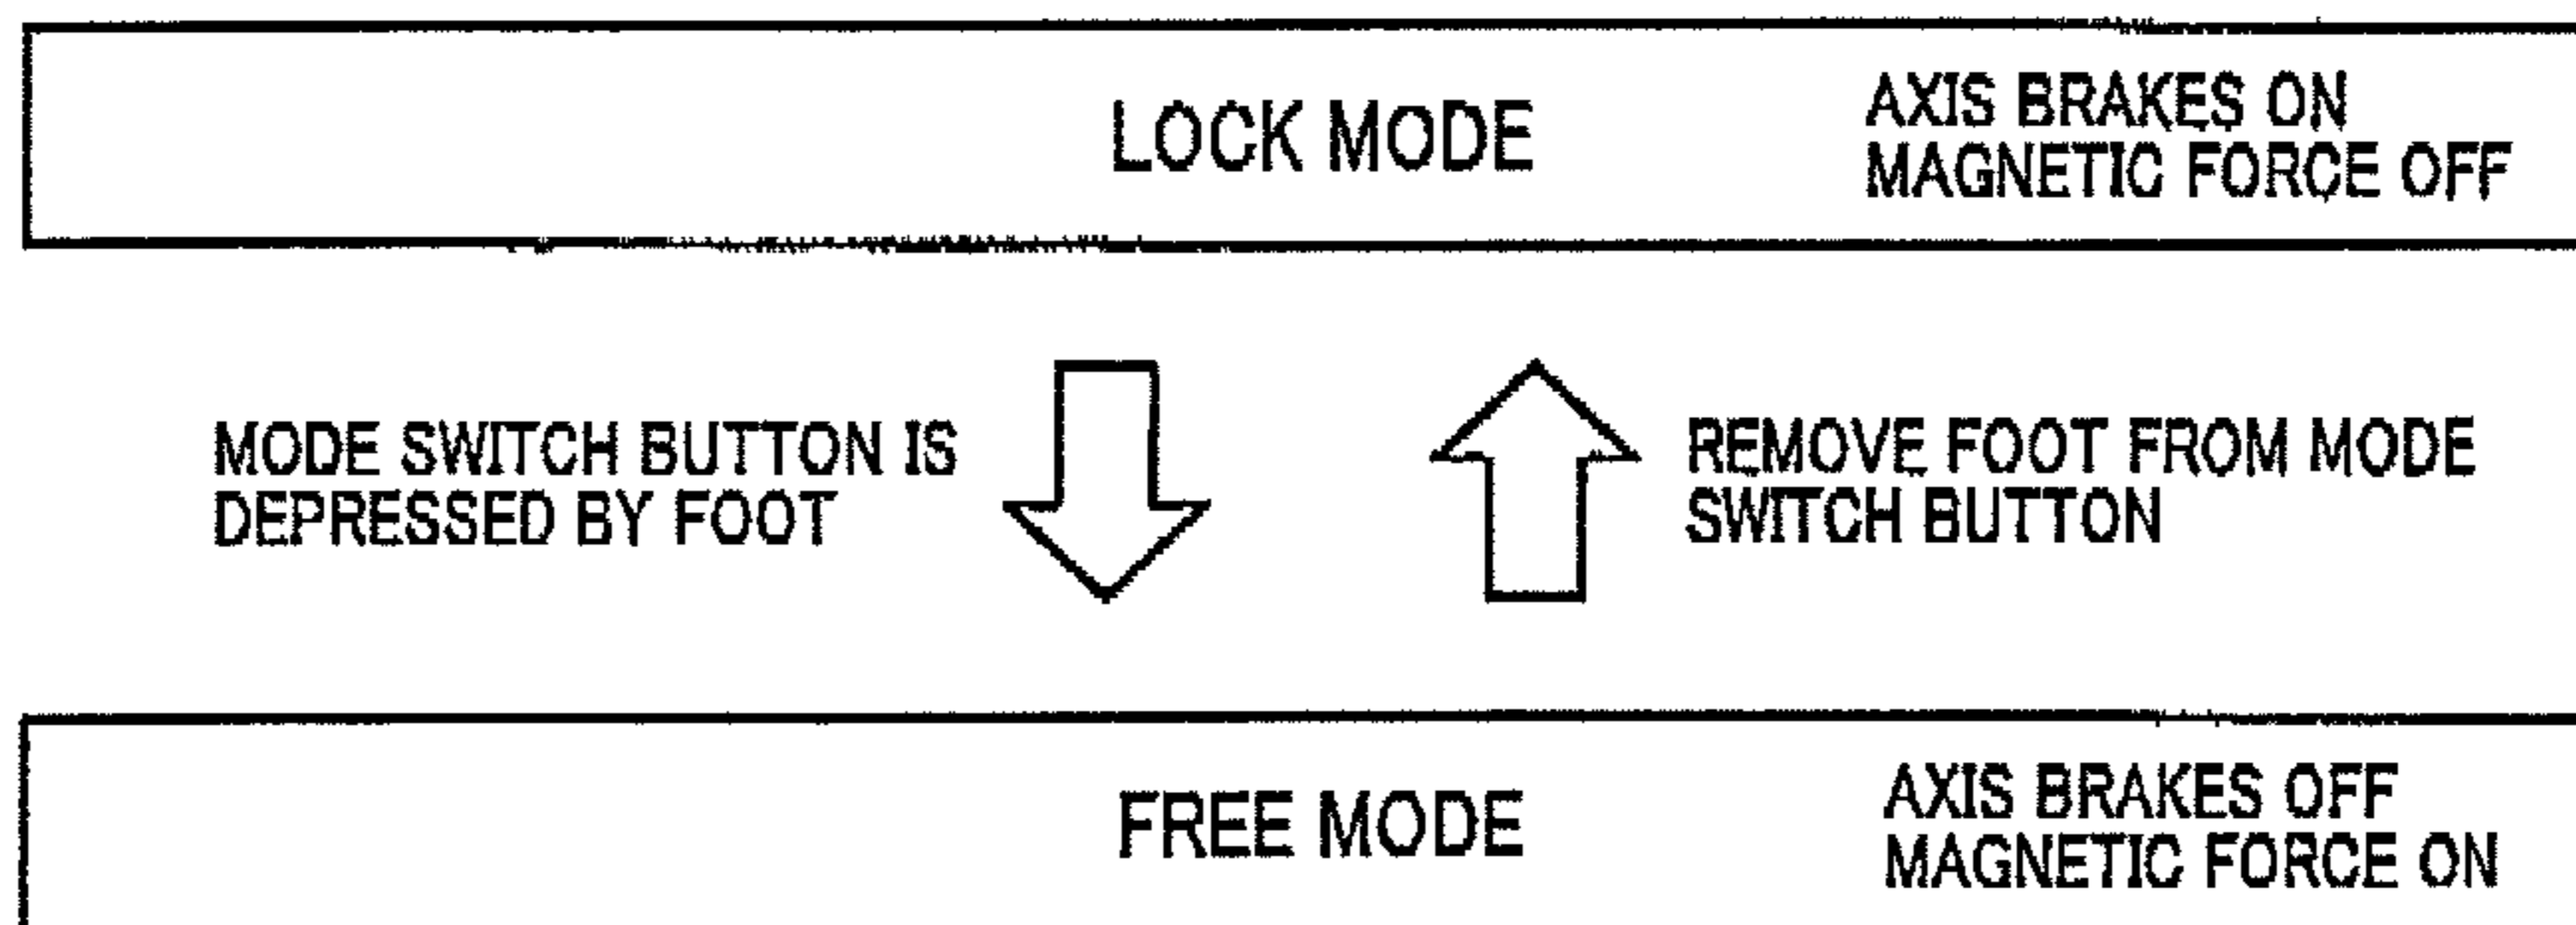 LOCK MODE
AXIS BRAKES ON
MAGNETIC FORCE OFF
MODE SWITCH BUTTON IS
DEPRESSED BY FOOT
REMOVE FOOT FROM MODE
SWITCH BUTTON
FREE MODE
AXIS BRAKES OFF
MAGNETIC FORCE ON